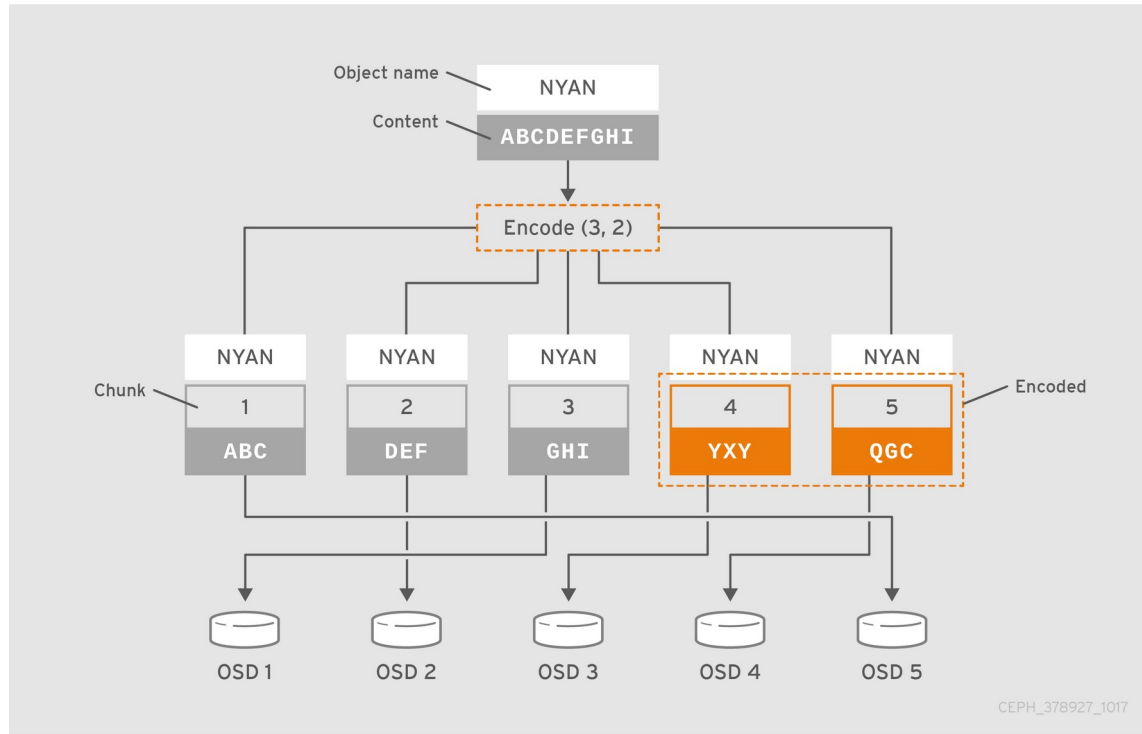 Object name
NYAN
Content
ABCDEFGHI
Encode (3, 2)
NYAN NYAN NYAN NYAN NYAN
Chunk
1 2 3 4 5
Encoded
ABC DEF GHI YXY QGC
OSD 1 OSD 2 OSD 3 OSD 4 OSD 5
CEPH_378927_1017